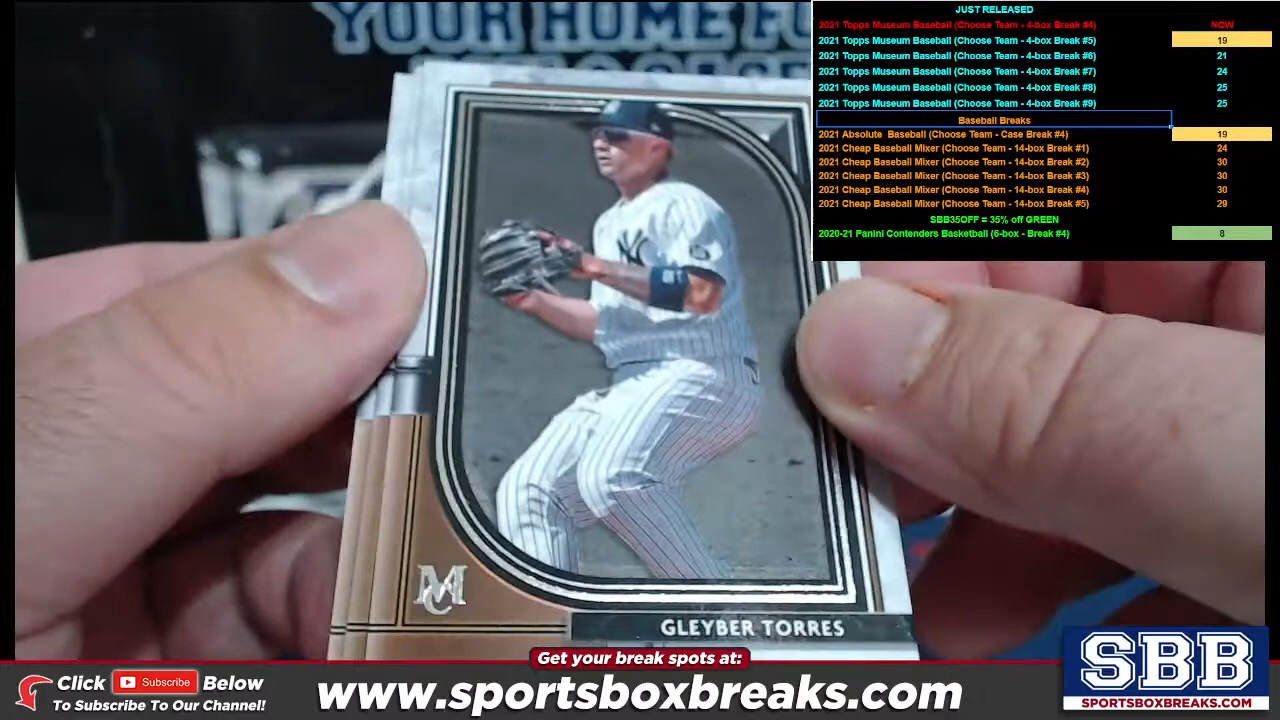 YOUR HOME FO
JUST RELEASED
2021 Topps Museum Baseball (Choose Team - 4-box Break #4) NOW
2021 Topps Museum Baseball (Choose Team - 4-box Break #5) 19
2021 Topps Museum Baseball (Choose Team - 4-box Break #6) 21
2021 Topps Museum Baseball (Choose Team - 4-box Break #7) 24
2021 Topps Museum Baseball (Choose Team - 4-box Break #8) 25
2021 Topps Museum Baseball (Choose Team - 4-box Break #9) 25
Baseball Breaks
2021 Absolute Baseball (Choose Team - Case Break #4) 19
2021 Cheap Baseball Mixer (Choose Team - 14-box Break #1) 24
2021 Cheap Baseball Mixer (Choose Team - 14-box Break #2) 30
2021 Cheap Baseball Mixer (Choose Team - 14-box Break #3) 30
2021 Cheap Baseball Mixer (Choose Team - 14-box Break #4) 30
2021 Cheap Baseball Mixer (Choose Team - 14-box Break #5) 29
SBB35OFF = 35% off GREEN
2020-21 Panini Contenders Basketball (6-box - Break #4) 8
NY
MC
GLEYBER TORRES
Get your break spots at:
Click Subscribe Below
To Subscribe To Our Channel!
www.sportsboxbreaks.com
SBB
SPORTSBOXBREAKS.COM